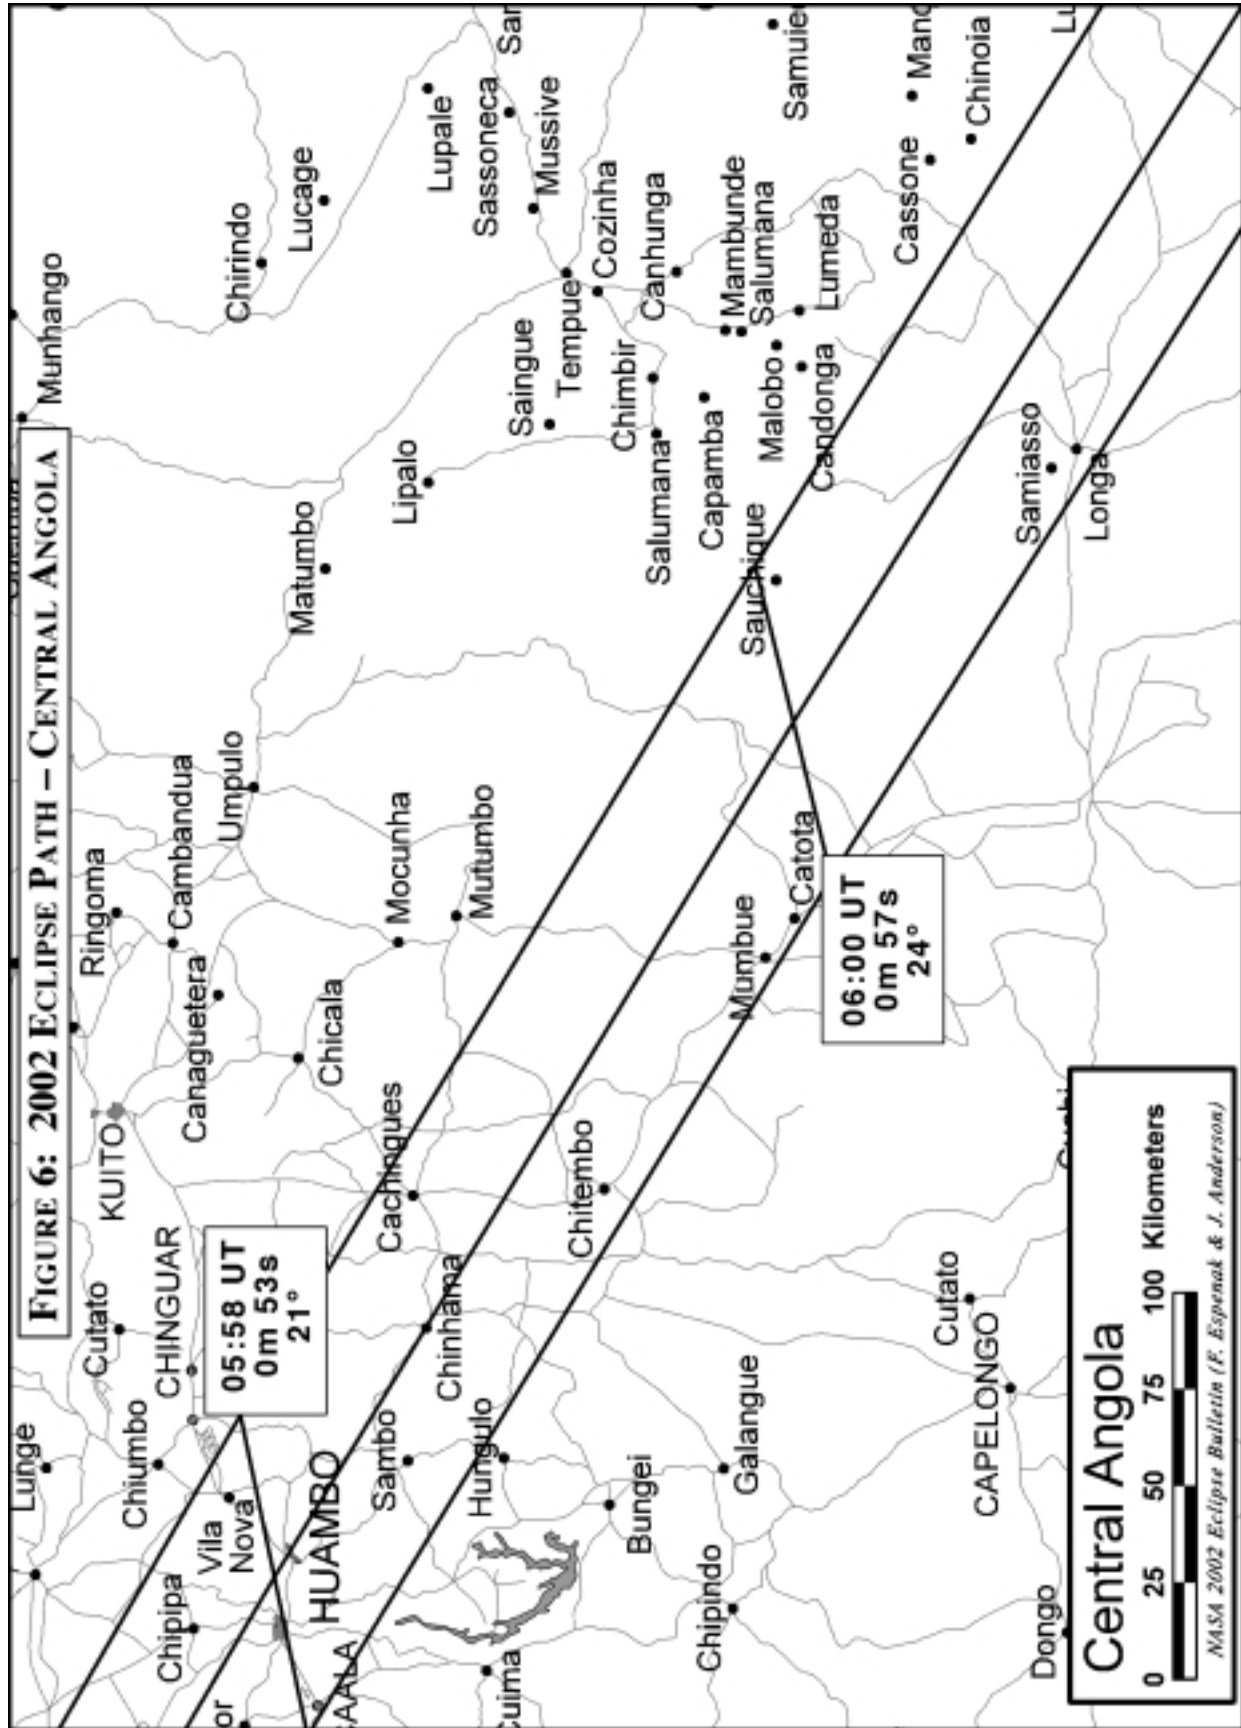 FIGURE 6: 2002 ECLIPSE PATH – CENTRAL ANGOLA
Munhango
Chirindo
Lucage
Lupale
Sassoneca
Mussive
Samuie
Chinoia
Cassone
Cozinha
Canhunga
Mambunde
Salumana
Lumeda
Tempue
Saingue
Chimbir
Malobo
Candonga
Capamba
Salumana
Lipalo
Matumbo
Sauchique
Samiasso
Longa
Umpulo
Cambandua
Ringoma
Canaguetera
Mocunha
Mutumbo
Chicala
KUITO
Catota
Mumbue
06:00 UT
0m 57s
24°
Cachingues
Chitembo
Cutato
CHINGUAR
05:58 UT
0m 53s
21°
Chinhama
Lunge
Chiumbo
Vila
Nova
HUAMBO
Sambo
Hungulo
Bungei
Galangue
Cutato
CAPELONGO
Chipipa
Chipindo
Dongo
Central Angola
0 25 50 75 100 Kilometers
NASA 2002 Eclipse Bulletin (F. Espenak & J. Anderson)